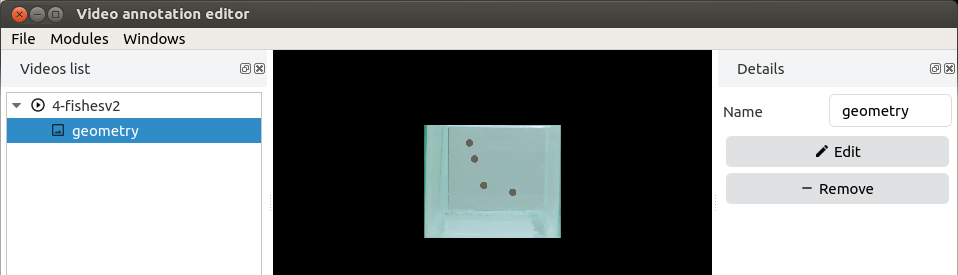 Video annotation editor
File Modules Windows
Videos list
4-fishesv2
geometry
Details
Name geometry
Edit
Remove